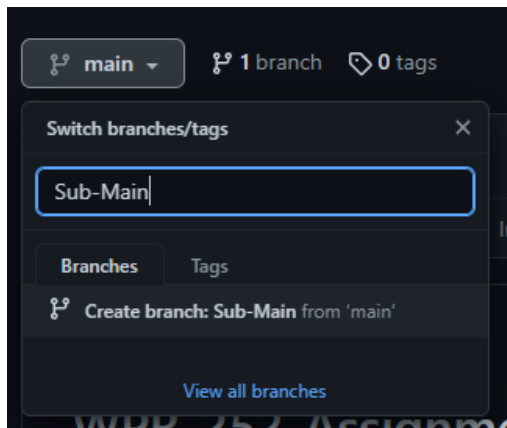 main 1 branch 0 tags
Switch branches/tags
Sub-Main
Branches Tags
Create branch: Sub-Main from 'main'
View all branches